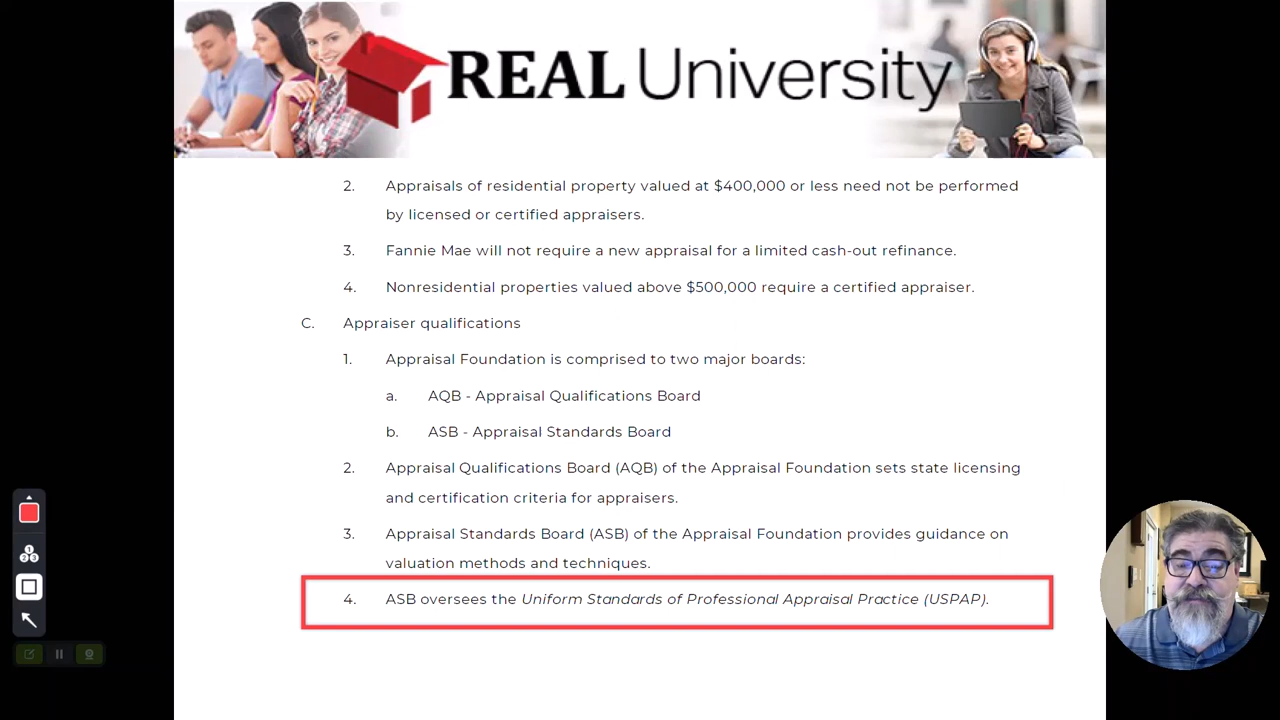 REAL University
2. Appraisals of residential property valued at $400,000 or less need not be performed
by licensed or certified appraisers.
3. Fannie Mae will not require a new appraisal for a limited cash-out refinance.
4. Nonresidential properties valued above $500,000 require a certified appraiser.
C. Appraiser qualifications
1. Appraisal Foundation is comprised to two major boards:
a. AQB - Appraisal Qualifications Board
b. ASB - Appraisal Standards Board
2. Appraisal Qualifications Board (AQB) of the Appraisal Foundation sets state licensing
and certification criteria for appraisers.
3. Appraisal Standards Board (ASB) of the Appraisal Foundation provides guidance on
valuation methods and techniques.
4. ASB oversees the Uniform Standards of Professional Appraisal Practice (USPAP).